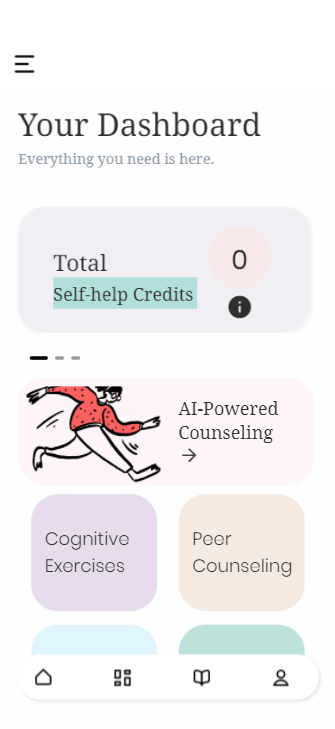 Your Dashboard
Everything you need is here.
Total
0
Self-help Credits
AI-Powered
Counseling
Cognitive
Exercises
Peer
Counseling